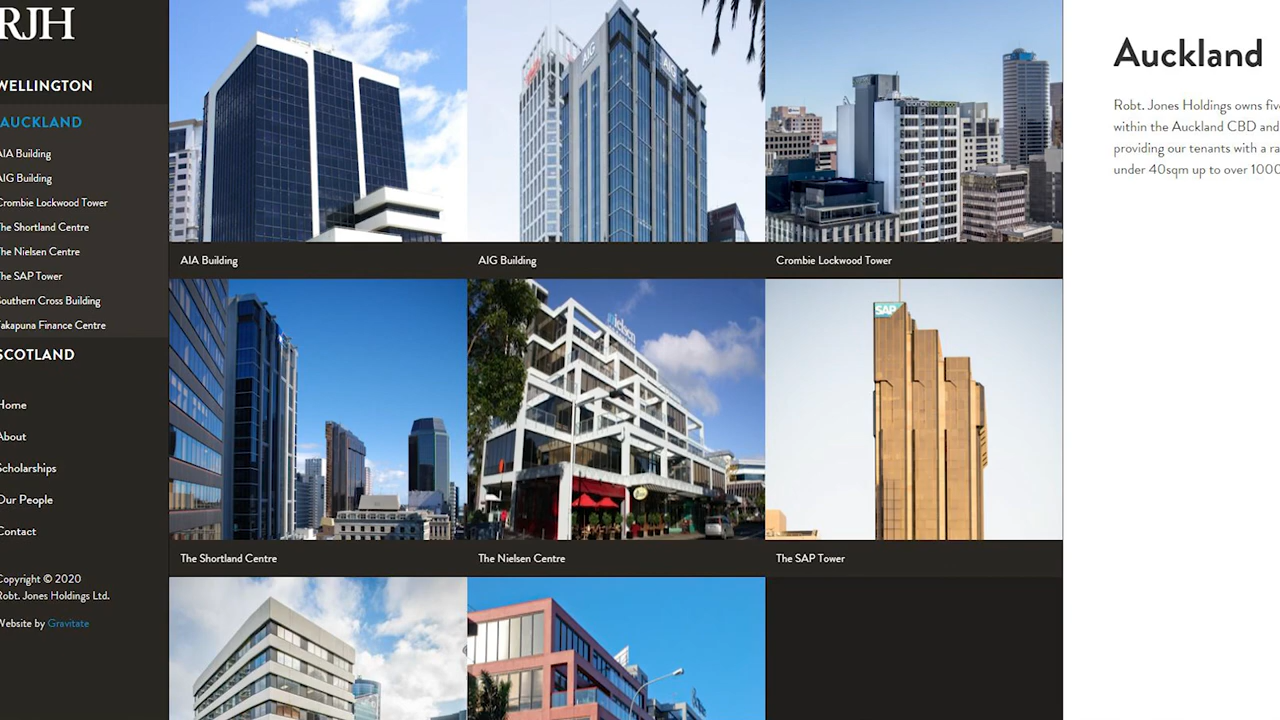 RJH
WELLINGTON
AUCKLAND
AIA Building
AIG Building
Crombie Lockwood Tower
The Shortland Centre
The Nielsen Centre
The SAP Tower
Southern Cross Building
Takapuna Finance Centre
SCOTLAND
Home
About
Scholarships
Our People
Contact
Copyright © 2020
Robt. Jones Holdings Ltd.
Website by Gravitate
AIG
AIG
AIA Building
AIG Building
Crombie Lockwood Tower
nielsen
SAP
The Shortland Centre
The Nielsen Centre
The SAP Tower
Auckland
Robt. Jones Holdings owns five
within the Auckland CBD and
providing our tenants with a ra
under 40sqm up to over 1000